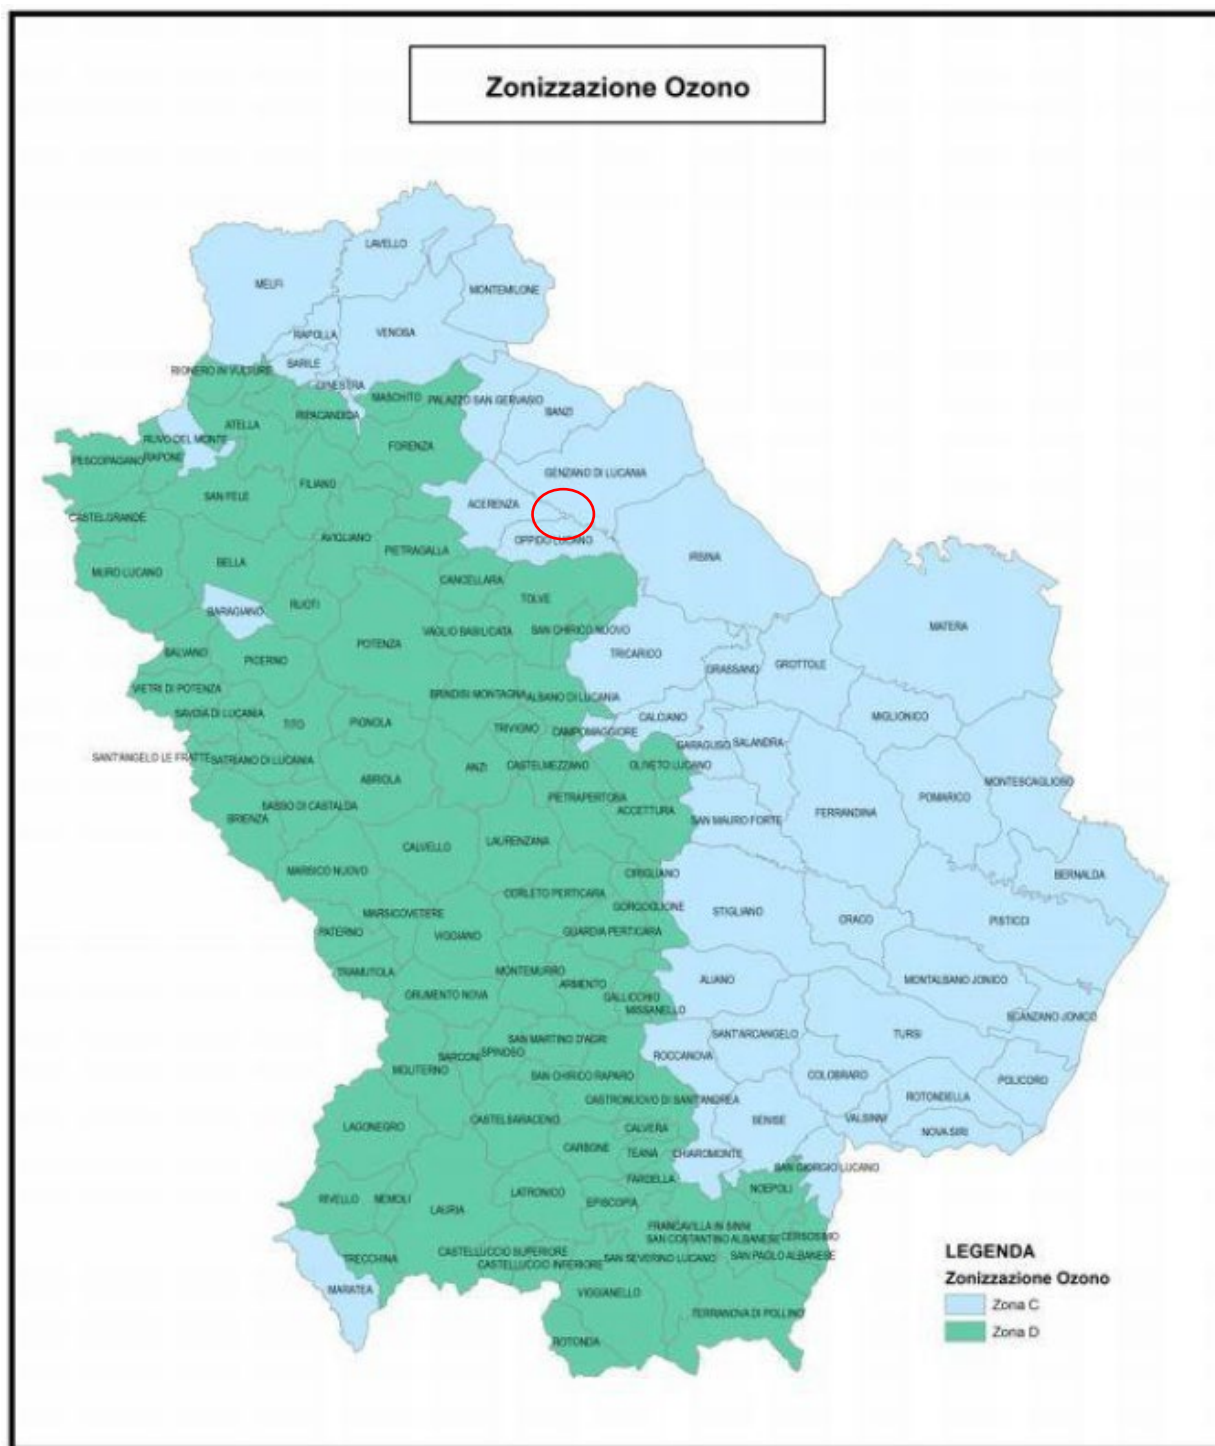 Zonizzazione Ozono
LAVELLO
MELFI
MONTEMILONE
RAPOLLA
VENOSA
BARILE
RIONERO IN VULTURE
GINESTRA
MASCHITO
PALAZZO SAN GERVASIO
BANZI
RIPACANDIDA
ATELLA
RUVO DEL MONTE
FORENZA
PESCOPAGANO
RAPONE
GENZANO DI LUCANIA
FILIANO
SAN FELE
ACERENZA
CASTELGRANDE
AVIGLIANO
OPPIDO LUCANO
PIETRAGALLA
IRSINA
BELLA
MURO LUCANO
CANCELLARA
TOLVE
RUOTI
BARAGIANO
MATERA
VAGLIO BASILICATA
SAN CHIRICO NUOVO
POTENZA
BALVANO
PICERNO
TRICARICO
GRASSANO
GROTTOLE
VIETRI DI POTENZA
BRINDISI MONTAGNA
ALBANO DI LUCANIA
SAVOIA DI LUCANIA
TITO
PIGNOLA
TRIVIGNO
CAMPOMAGGIORE
CALCIANO
MIGLIONICO
GARAGUSO
SALANDRA
SANT'ANGELO LE FRATTE
SATRIANO DI LUCANIA
ABRIOLA
ANZI
CASTELMEZZANO
OLIVETO LUCANO
MONTESCAGLIOSO
PIETRAPERTOSA
POMARICO
SASSO DI CASTALDA
BRIENZA
ACCETTURA
SAN MAURO FORTE
FERRANDINA
CALVELLO
LAURENZANA
MARSICO NUOVO
CIRIGLIANO
BERNALDA
CORLETO PERTICARA
GORGOGLIONE
STIGLIANO
CRACO
PISTICCI
MARSICOVETERE
PATERNO
VIGGIANO
GUARDIA PERTICARA
TRAMUTOLA
MONTEMURRO
ARMENTO
ALIANO
MONTALBANO JONICO
GRUMENTO NOVA
GALLICCHIO
MISSANELLO
SCANZANO JONICO
SAN MARTINO D'AGRI
SANT'ARCANGELO
TURSI
SARCONI
SPINOSO
ROCCANOVA
MOLITERNO
SAN CHIRICO RAPARO
COLOBRARO
POLICORO
CASTRONUOVO DI SANT'ANDREA
ROTONDELLA
LAGONEGRO
CASTELSARACENO
CALVERA
SENISE
VALSINNI
NOVA SIRI
CARBONE
TEANA
CHIAROMONTE
SAN GIORGIO LUCANO
FARDELLA
NOEPOLI
RIVELLO
NEMOLI
LAURIA
LATRONICO
EPISCOPIA
FRANCAVILLA IN SINNI
SAN COSTANTINO ALBANESE
CERSOSIMO
TRECCHINA
CASTELLUCCIO SUPERIORE
CASTELLUCCIO INFERIORE
SAN SEVERINO LUCANO
SAN PAOLO ALBANESE
MARATEA
VIGGIANELLO
TERRANOVA DI POLLINO
ROTONDA
LEGENDA
Zonizzazione Ozono
Zona C
Zona D